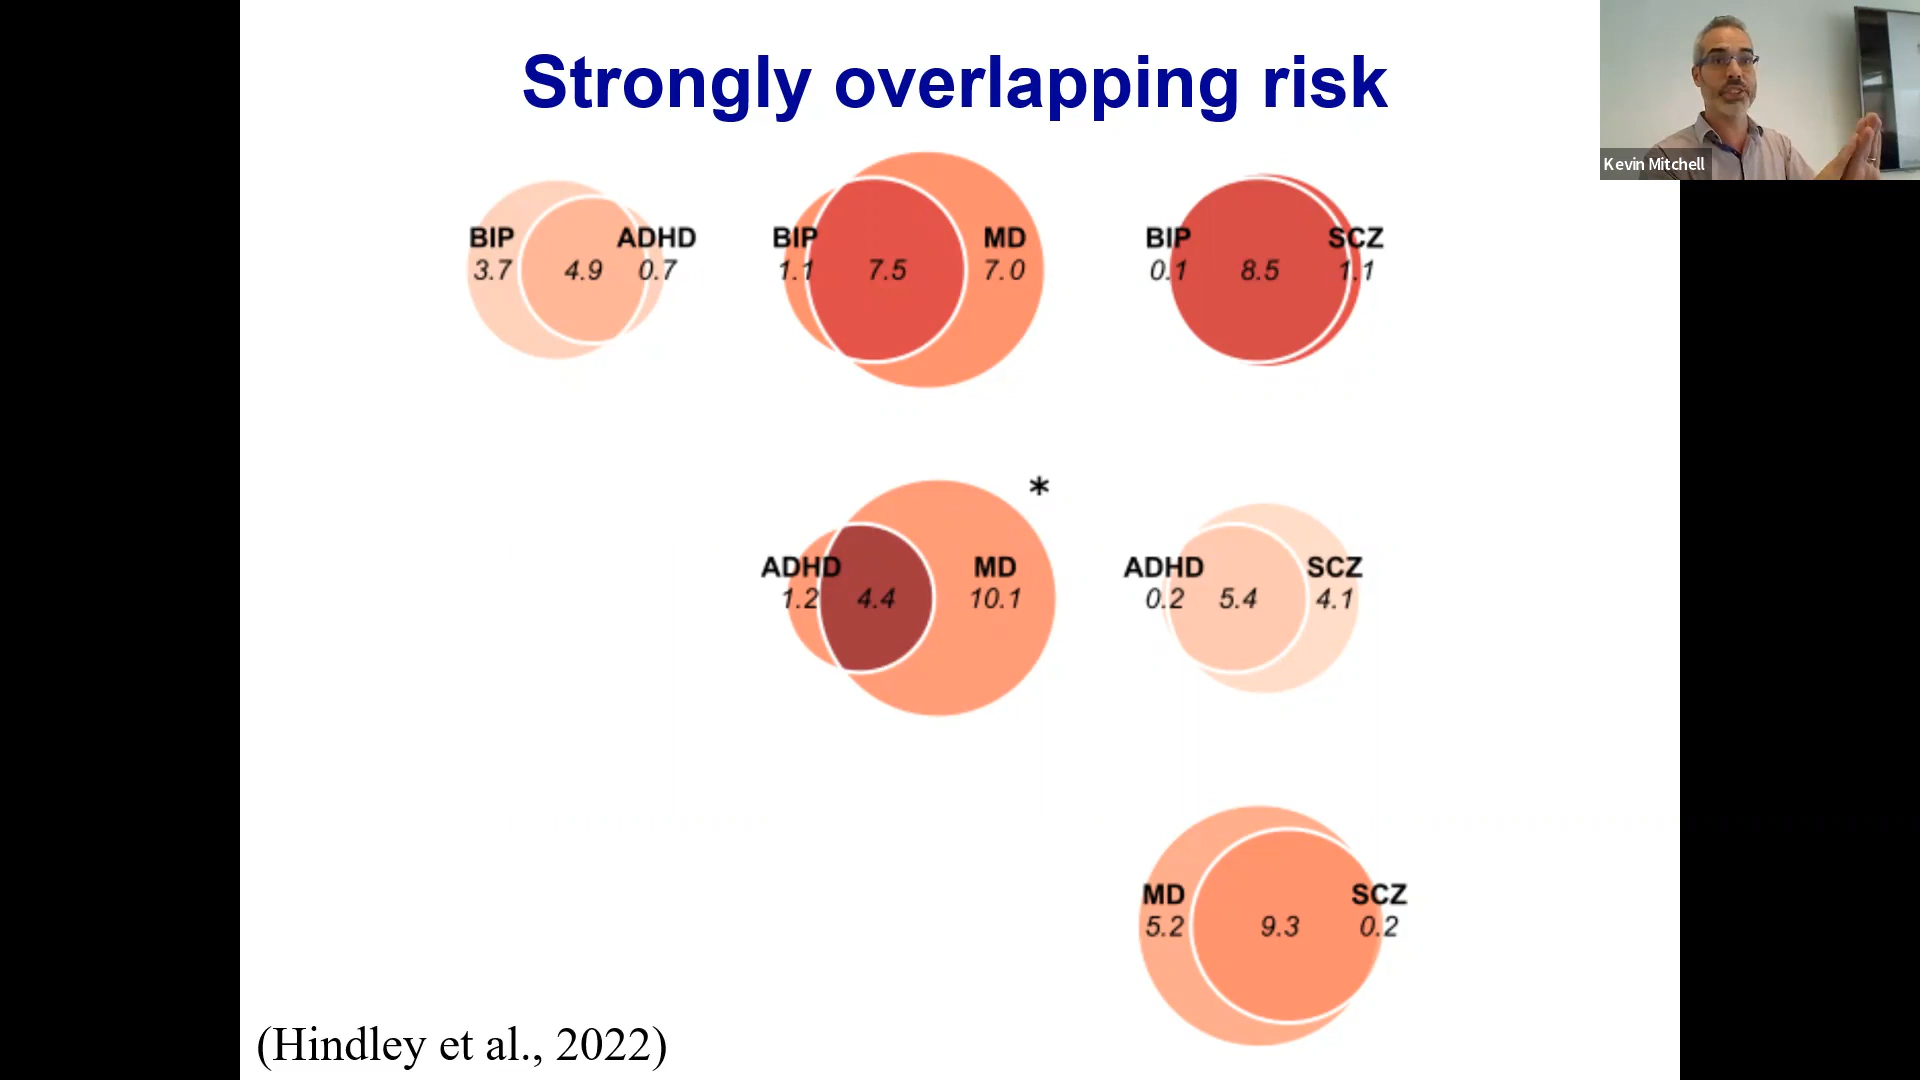 Strongly overlapping risk
Kevin Mitchell
BIP ADHD
3.7 4.9 0.7
BIP MD
1.1 7.5 7.0
BIP SCZ
0.1 8.5 1.1
*
ADHD MD
1.2 4.4 10.1
ADHD SCZ
0.2 5.4 4.1
MD SCZ
5.2 9.3 0.2
(Hindley et al., 2022)